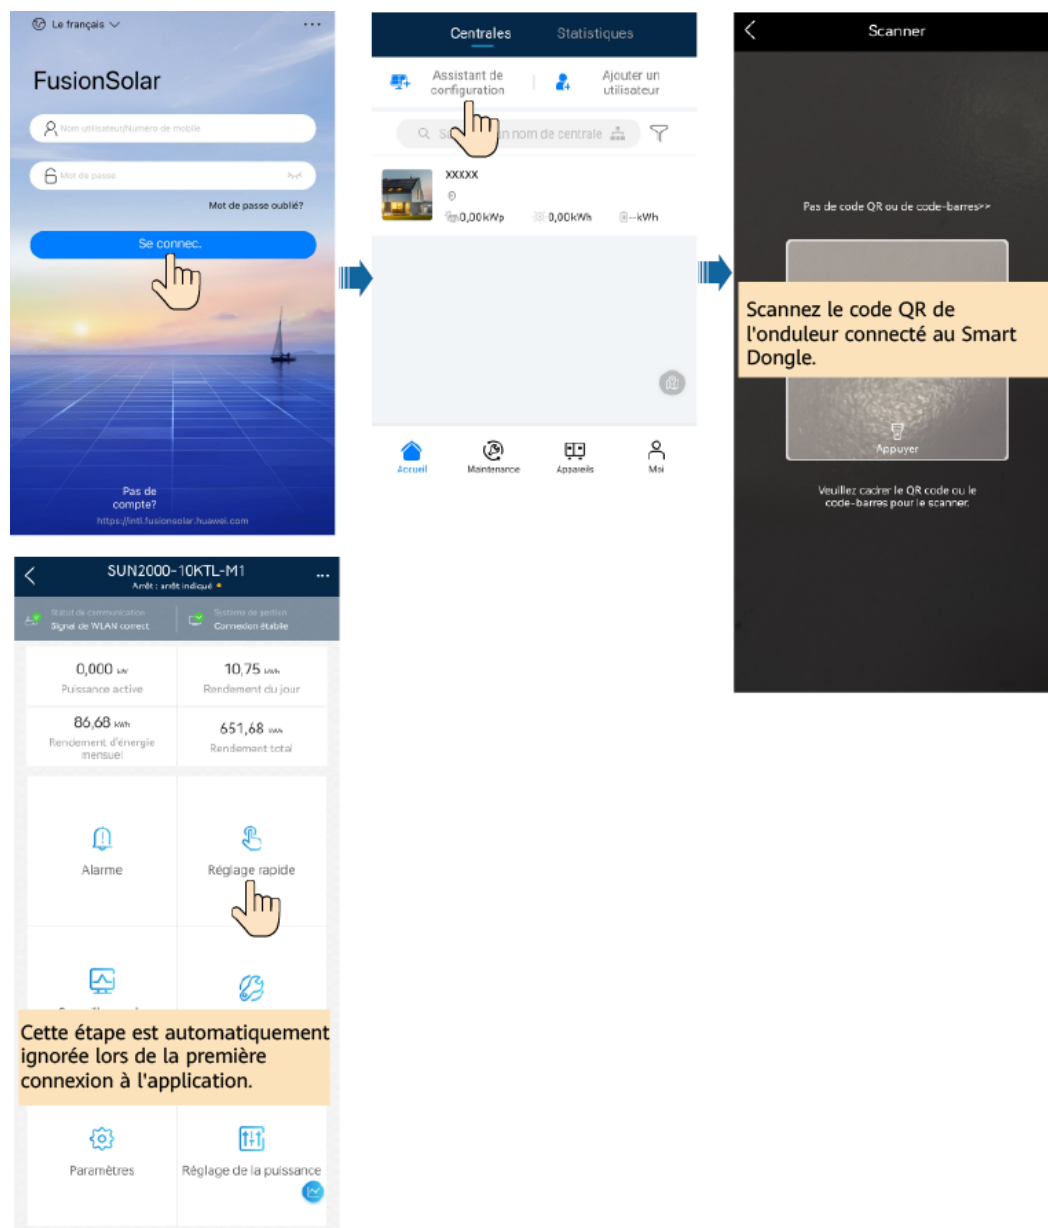 Le français
FusionSolar
Nom utilisateur/Numéro de mobile
Mot de passe
Mot de passe oublié?
Se connec.
Pas de
compte?
https://intl.fusionsolar.huawei.com
Centrales
Statistiques
Assistant de
configuration
Ajouter un
utilisateur
un nom de centrale
xxxxx
0,00kWp
0,00kWh
--kWh
Accueil
Maintenance
Appareils
Moi
Scanner
Pas de code QR ou de code-barres>>
Scannez le code QR de
l'onduleur connecté au Smart
Dongle.
Appuyer
Veuillez cadrer le QR code ou le
code-barres pour le scanner.
SUN2000-10KTL-M1
Arrêt : arrêt indiqué
Statut de communication
Signal de WLAN correct
Système de gestion
Connexion établie
0,000 kW
Puissance active
10,75 kWh
Rendement du jour
86,68 kWh
Rendement d'énergie
mensuel
651,68 kWh
Rendement total
Alarme
Réglage rapide
Cette étape est automatiquement
ignorée lors de la première
connexion à l'application.
Paramètres
Réglage de la puissance